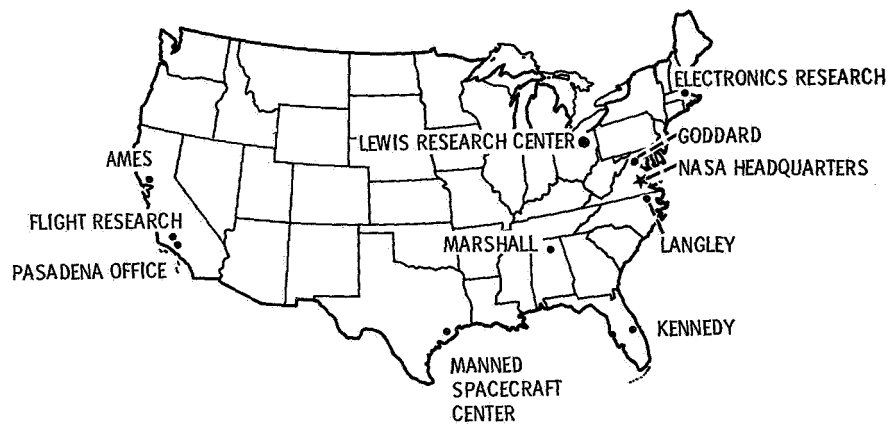 ELECTRONICS RESEARCH
LEWIS RESEARCH CENTER
GODDARD
AMES
NASA HEADQUARTERS
FLIGHT RESEARCH
MARSHALL
LANGLEY
PASADENA OFFICE
KENNEDY
MANNED
SPACECRAFT
CENTER